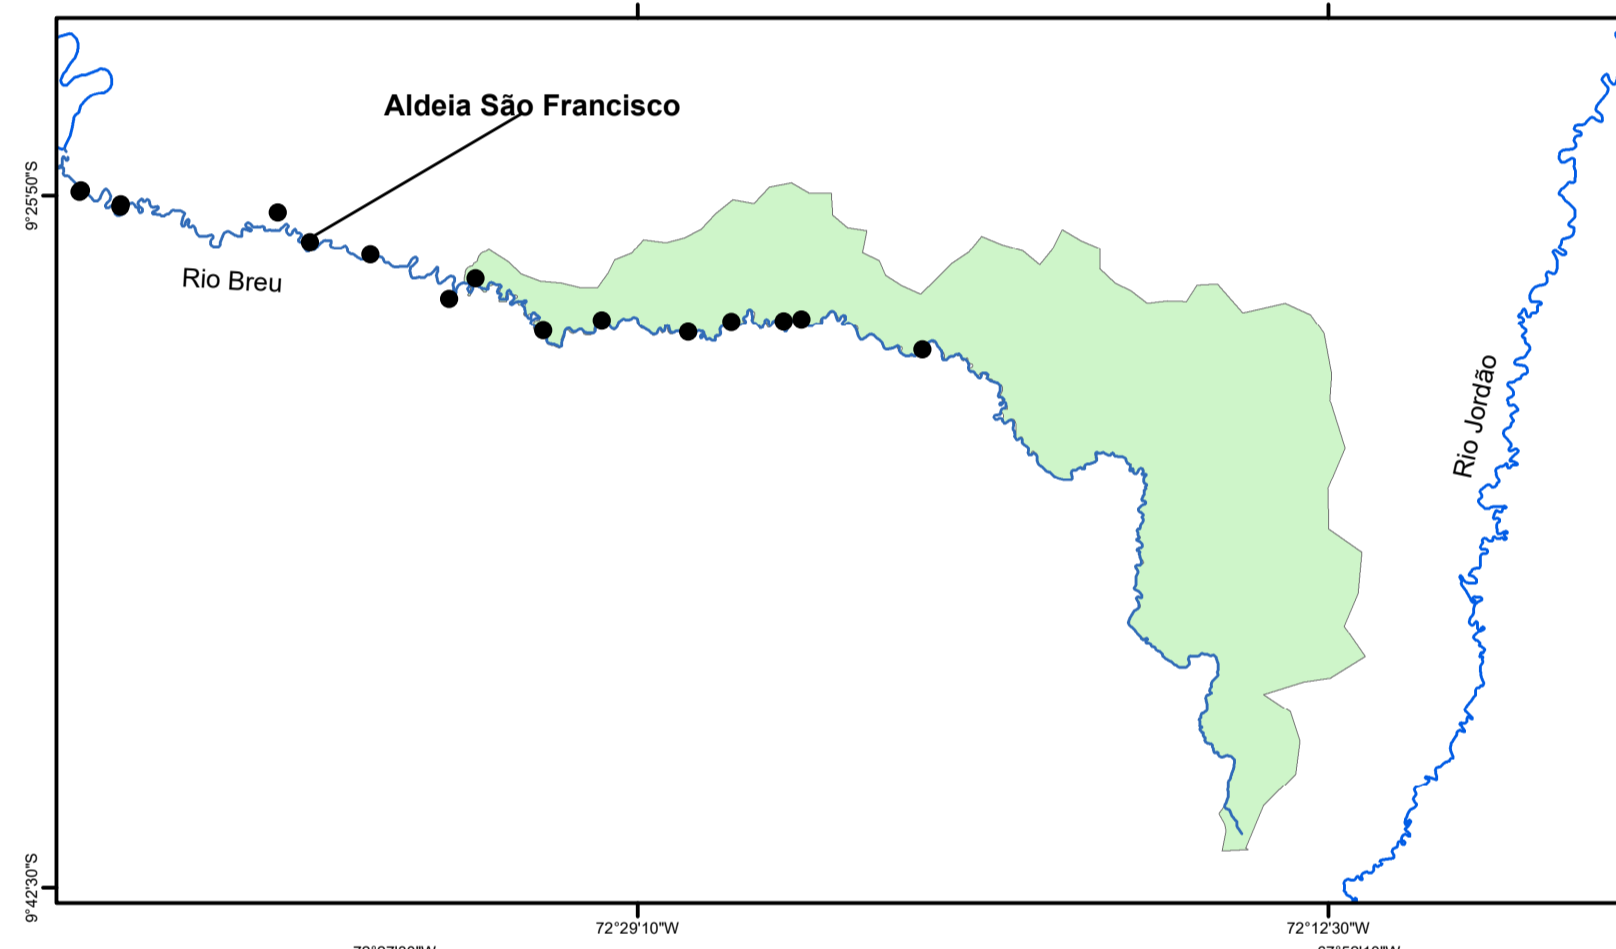 Aldeia São Francisco
9°25'50"S
Rio Breu
Rio Jordão
9°42'30"S
72°29'10"W
72°12'30"W